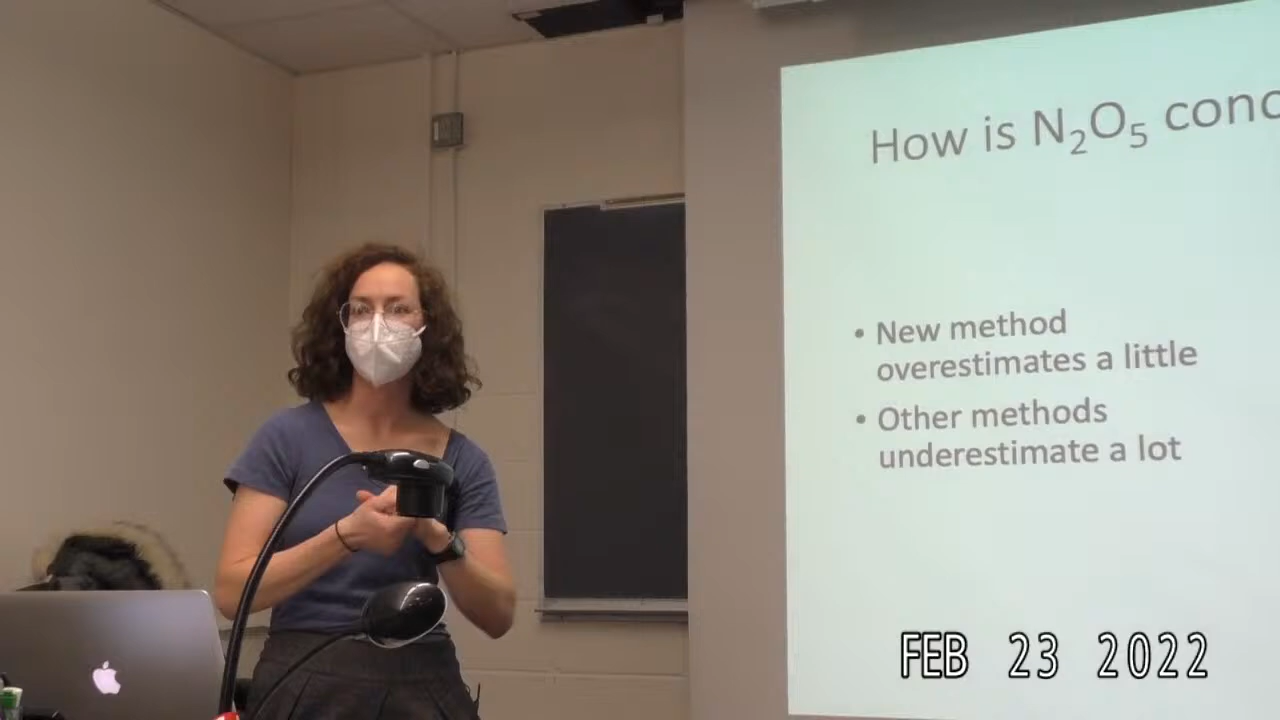 How is N₂O₅ conc
• New method
overestimates a little
• Other methods
underestimate a lot
FEB 23 2022